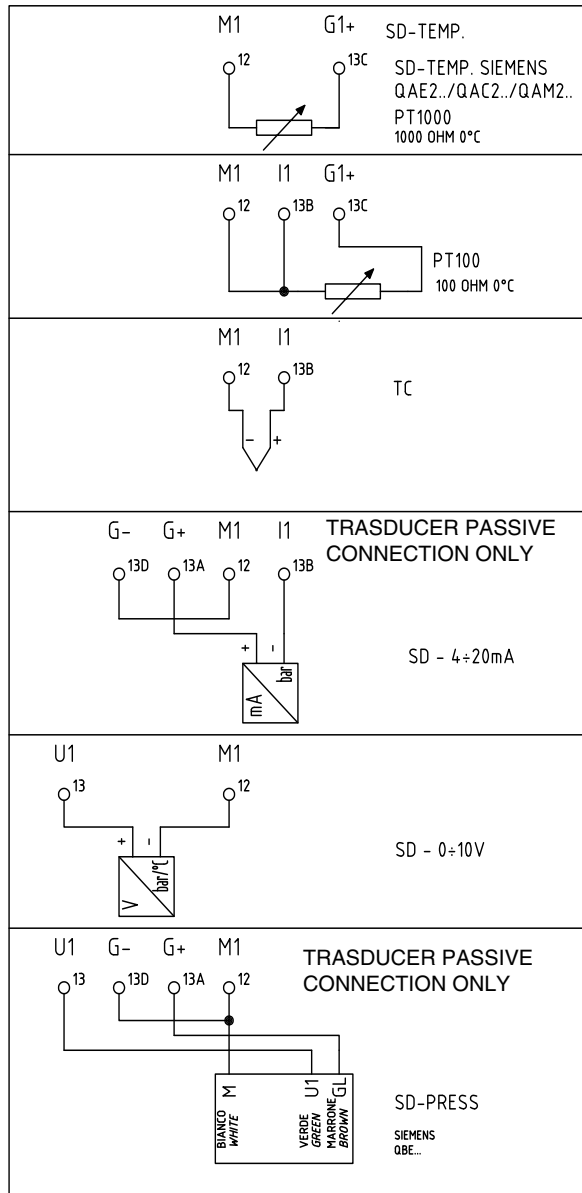 M1 G1+ SD-TEMP.
12 13C SD-TEMP. SIEMENS
QAE2../QAC2../QAM2..
PT1000
1000 OHM 0°C
M1 I1 G1+
12 13B 13C
PT100
100 OHM 0°C
M1 I1
12 13B
TC
- +
G- G+ M1 I1 TRASDUCER PASSIVE
CONNECTION ONLY
13D 13A 12 13B
+ -
SD - 4÷20mA
mA bar
U1 M1
13 12
+ -
SD - 0÷10V
V bar/°C
U1 G- G+ M1 TRASDUCER PASSIVE
CONNECTION ONLY
13 13D 13A 12
M U1 GL
BIANCO VERDE MARRONE
WHITE GREEN BROWN
SD-PRESS
SIEMENS
QBE...